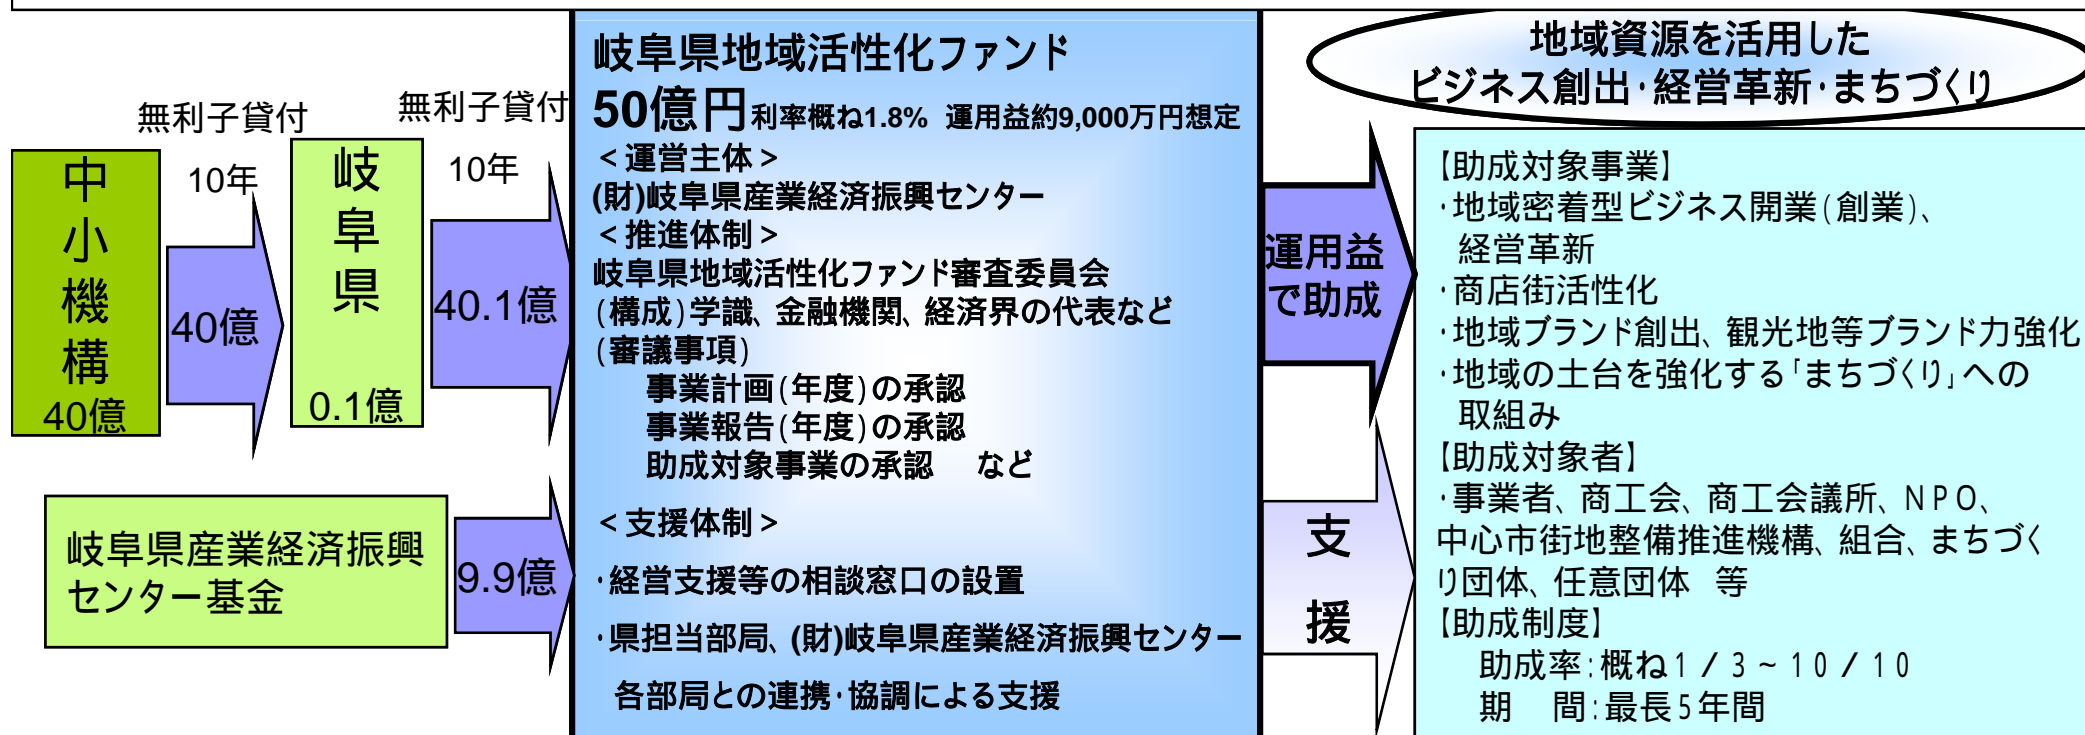 無利子貸付
10年
中小機構
40億
40億
無利子貸付
10年
岐阜県
0.1億
40.1億
岐阜県産業経済振興
センター基金
9.9億
岐阜県地域活性化ファンド
50億円 利率概ね1.8% 運用益約9,000万円想定
<運営主体>
(財)岐阜県産業経済振興センター
<推進体制>
岐阜県地域活性化ファンド審査委員会
(構成)学識、金融機関、経済界の代表など
(審議事項)
事業計画(年度)の承認
事業報告(年度)の承認
助成対象事業の承認 など
<支援体制>
・経営支援等の相談窓口の設置
・県担当部局、(財)岐阜県産業経済振興センター
各部局との連携・協調による支援
運用益
で助成
支援
地域資源を活用した
ビジネス創出・経営革新・まちづくり
【助成対象事業】
・地域密着型ビジネス開業(創業)、
経営革新
・商店街活性化
・地域ブランド創出、観光地等ブランド力強化
・地域の土台を強化する「まちづくり」への
取組み
【助成対象者】
・事業者、商工会、商工会議所、NPO、
中心市街地整備推進機構、組合、まちづく
り団体、任意団体 等
【助成制度】
助成率:概ね1/3~10/10
期 間:最長5年間